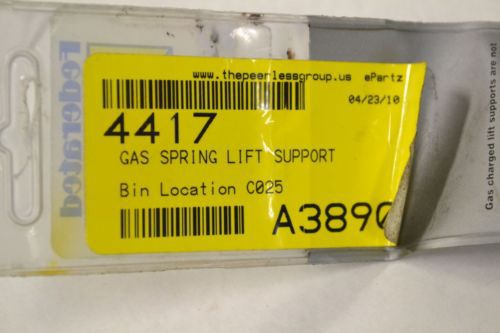 Federated
www.thepeerlessgroup.us ePartz
04/23/10
4417
GAS SPRING LIFT SUPPORT
Bin Location C025
A3890
Gas charged lift supports are not